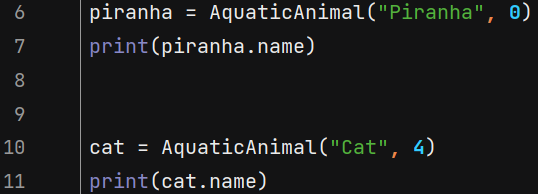 6 piranha = AquaticAnimal("Piranha", 0)
7 print(piranha.name)
8
9
10 cat = AquaticAnimal("Cat", 4)
11 print(cat.name)